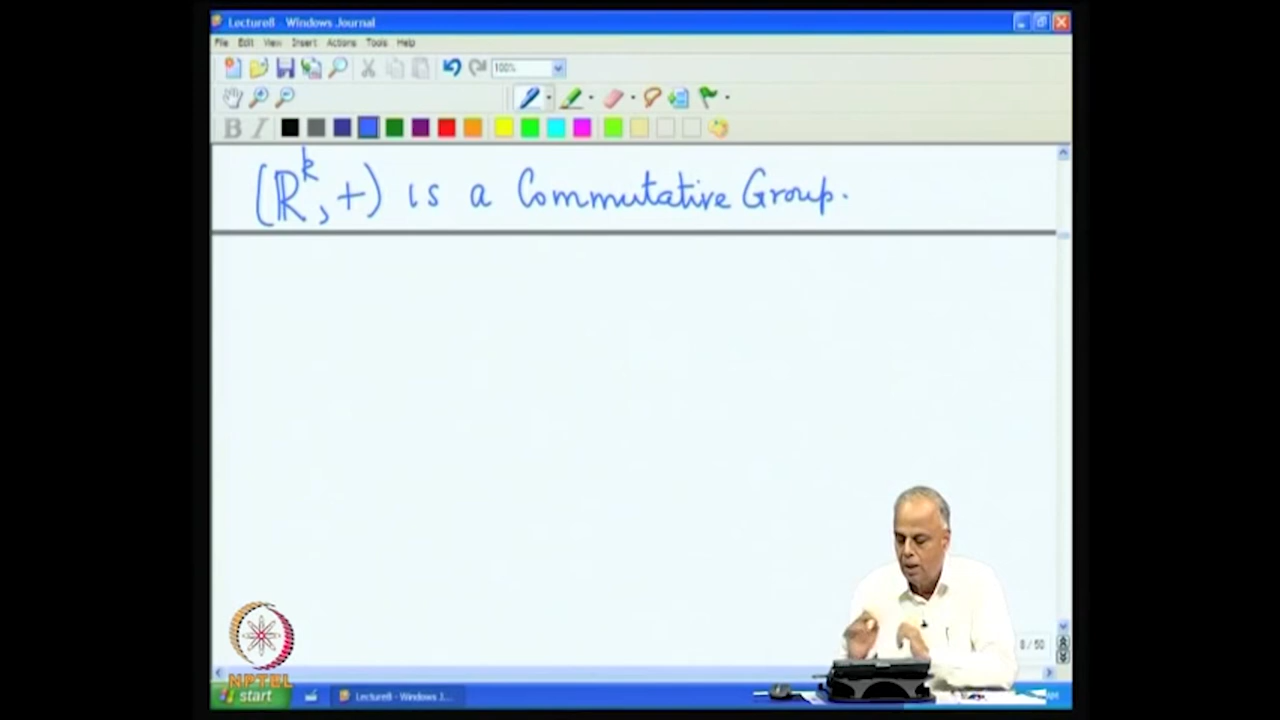 Lecture8 - Windows Journal
File Edit View Insert Actions Tools Help
100%
B I
(ℝᵏ, +) is a Commutative Group.
8 / 50
NPTEL
start Lecture8 - Windows J...